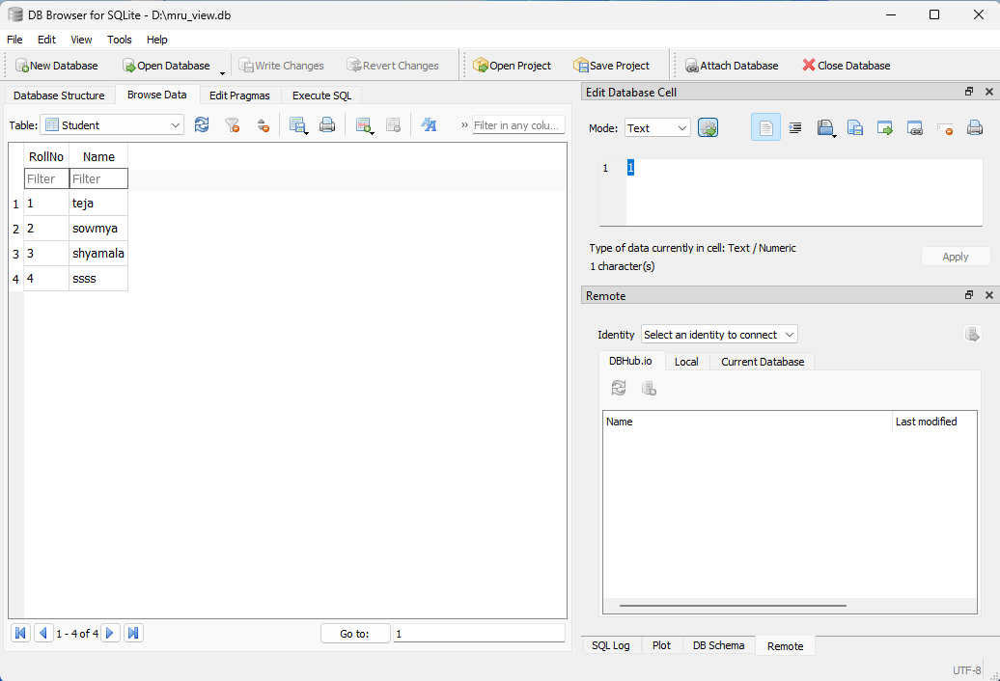 DB Browser for SQLite - D:\mru_view.db
File Edit View Tools Help
New Database Open Database Write Changes Revert Changes Open Project Save Project Attach Database Close Database
Database Structure Browse Data Edit Pragmas Execute SQL
Table: Student » Filter in any colu...
RollNo Name
Filter Filter
1 1 teja
2 2 sowmya
3 3 shyamala
4 4 ssss
1 - 4 of 4 Go to: 1
Edit Database Cell
Mode: Text
1 1
Type of data currently in cell: Text / Numeric
1 character(s)
Apply
Remote
Identity Select an identity to connect
DBHub.io Local Current Database
Name Last modified
SQL Log Plot DB Schema Remote
UTF-8